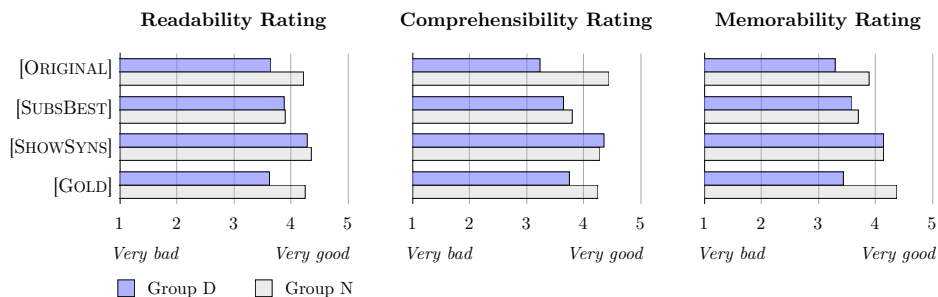 Readability Rating Comprehensibility Rating Memorability Rating
[ORIGINAL]
[SUBSBEST]
[SHOWSYNS]
[GOLD]
1 2 3 4 5 1 2 3 4 5 1 2 3 4 5
Very bad Very good Very bad Very good Very bad Very good
Group D Group N